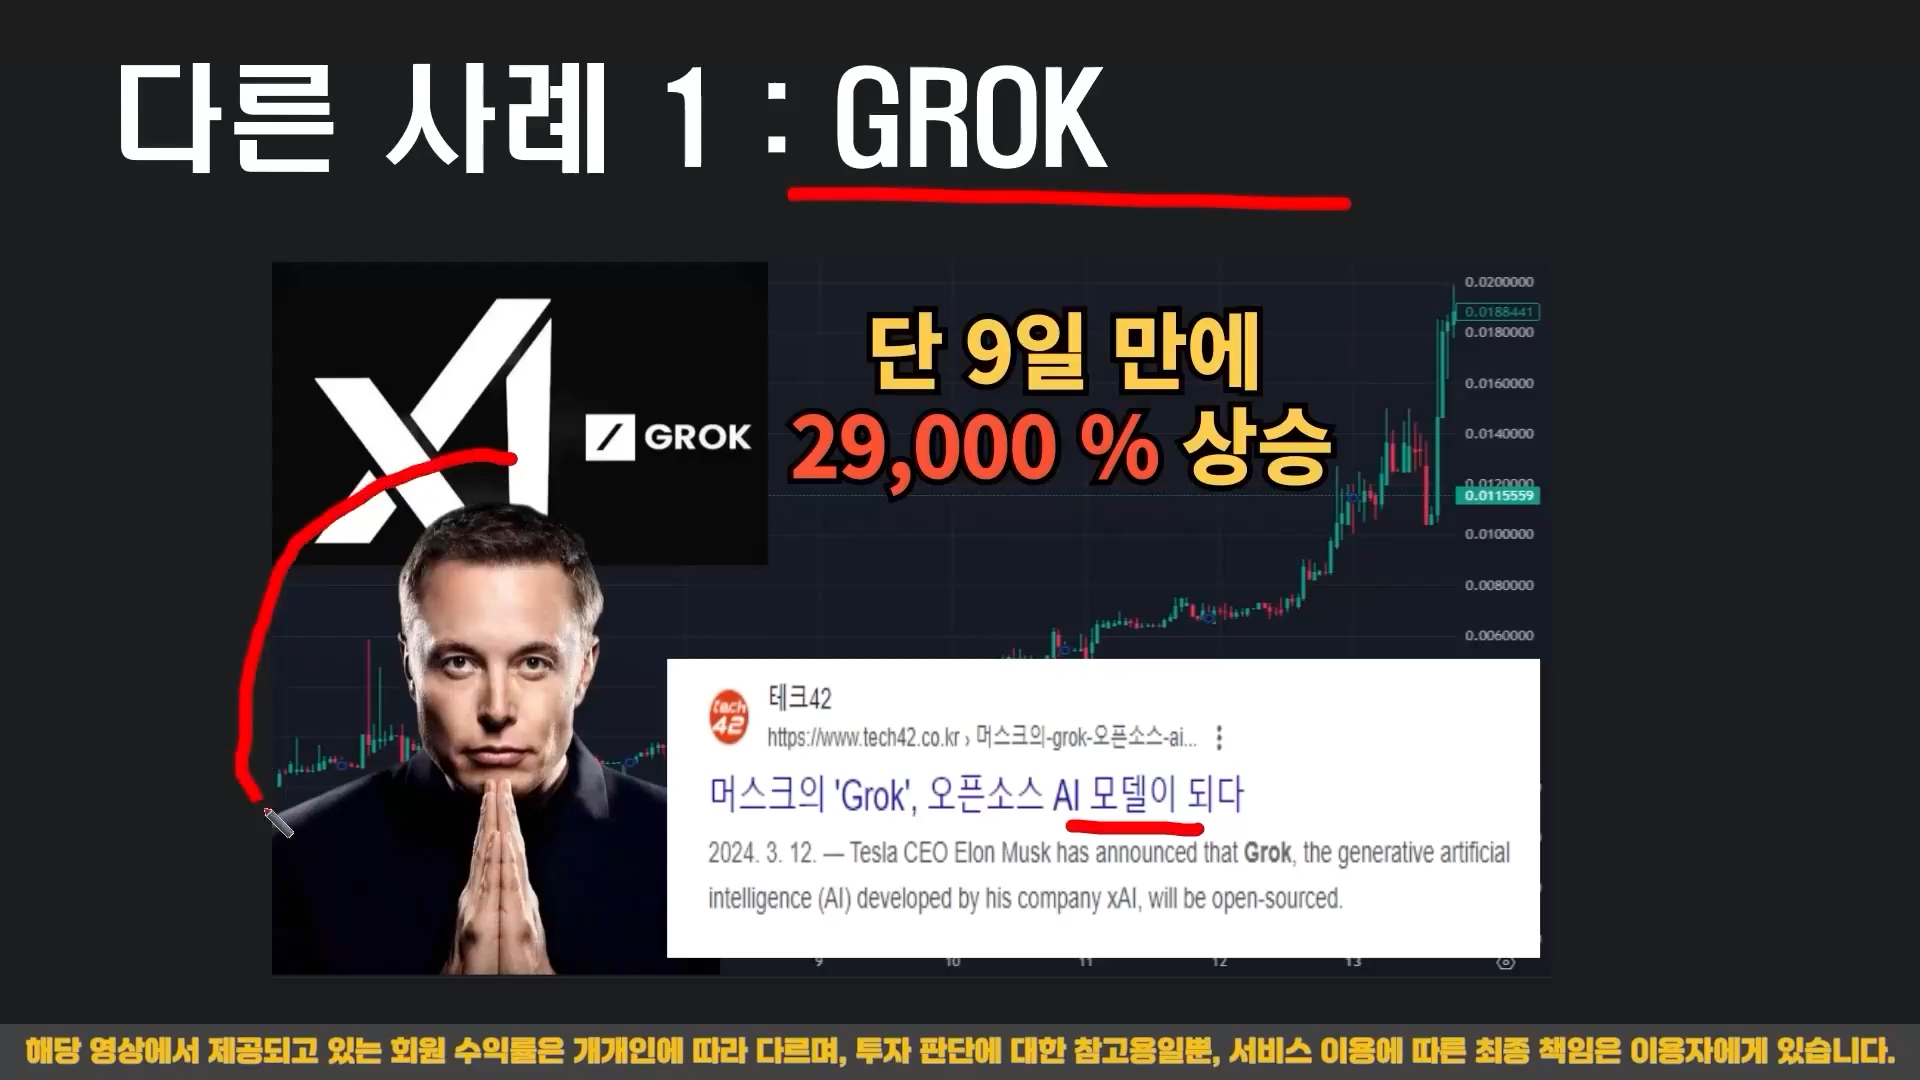 다른 사례 1 : GROK
GROK
단 9일 만에
29,000 % 상승
0.0200000
0.0188441
0.0180000
0.0160000
0.0140000
0.0120000
0.0115559
0.0100000
0.0080000
0.0060000
tech
42
테크42
https://www.tech42.co.kr › 머스크의-grok-오픈소스-ai...
머스크의 'Grok', 오픈소스 AI 모델이 되다
2024. 3. 12. — Tesla CEO Elon Musk has announced that Grok, the generative artificial
intelligence (AI) developed by his company xAI, will be open-sourced.
9 10 11 12 13
해당 영상에서 제공되고 있는 회원 수익률은 개개인에 따라 다르며, 투자 판단에 대한 참고용일뿐, 서비스 이용에 따른 최종 책임은 이용자에게 있습니다.